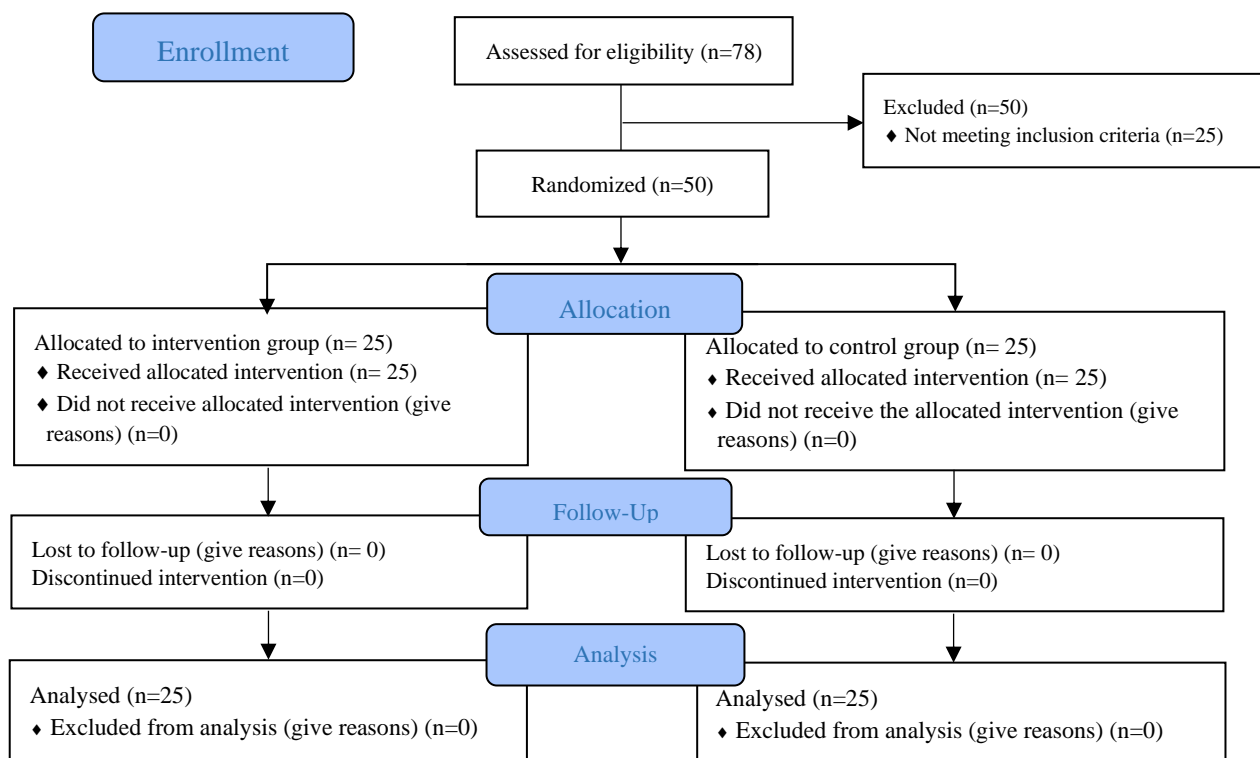 Enrollment
Assessed for eligibility (n=78)
Excluded (n=50)
♦ Not meeting inclusion criteria (n=25)
Randomized (n=50)
Allocation
Allocated to intervention group (n= 25)
♦ Received allocated intervention (n= 25)
♦ Did not receive allocated intervention (give
reasons) (n=0)
Allocated to control group (n= 25)
♦ Received allocated intervention (n= 25)
♦ Did not receive the allocated intervention (give
reasons) (n=0)
Follow-Up
Lost to follow-up (give reasons) (n= 0)
Discontinued intervention (n=0)
Lost to follow-up (give reasons) (n= 0)
Discontinued intervention (n=0)
Analysis
Analysed (n=25)
♦ Excluded from analysis (give reasons) (n=0)
Analysed (n=25)
♦ Excluded from analysis (give reasons) (n=0)